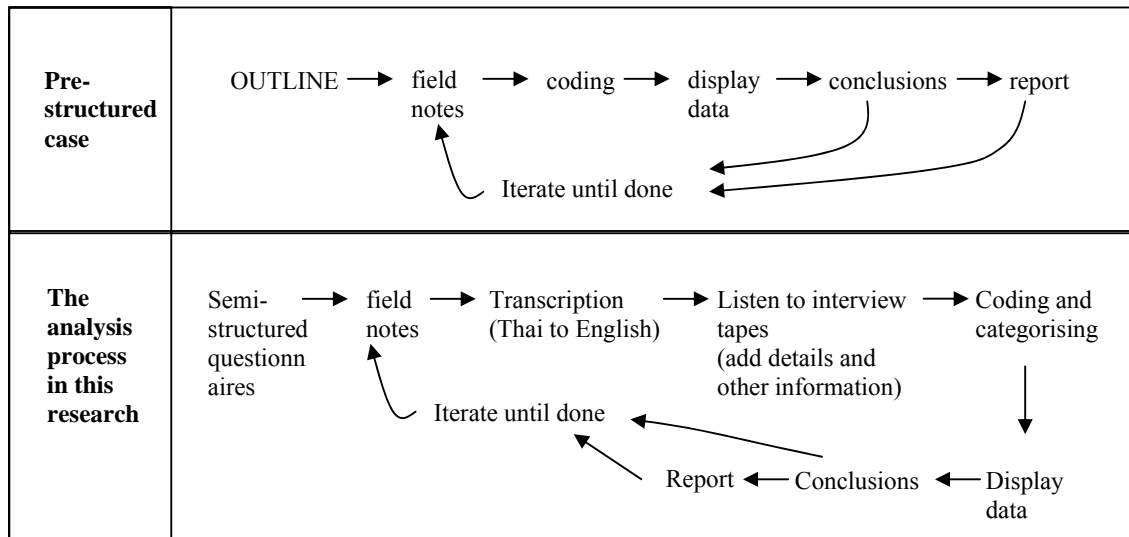 Pre-
structured
case
OUTLINE
field
notes
coding
display
data
conclusions
report
Iterate until done
The
analysis
process
in this
research
Semi-
structured
questionn
aires
field
notes
Transcription
(Thai to English)
Listen to interview
tapes
(add details and
other information)
Coding and
categorising
Iterate until done
Report
Conclusions
Display
data